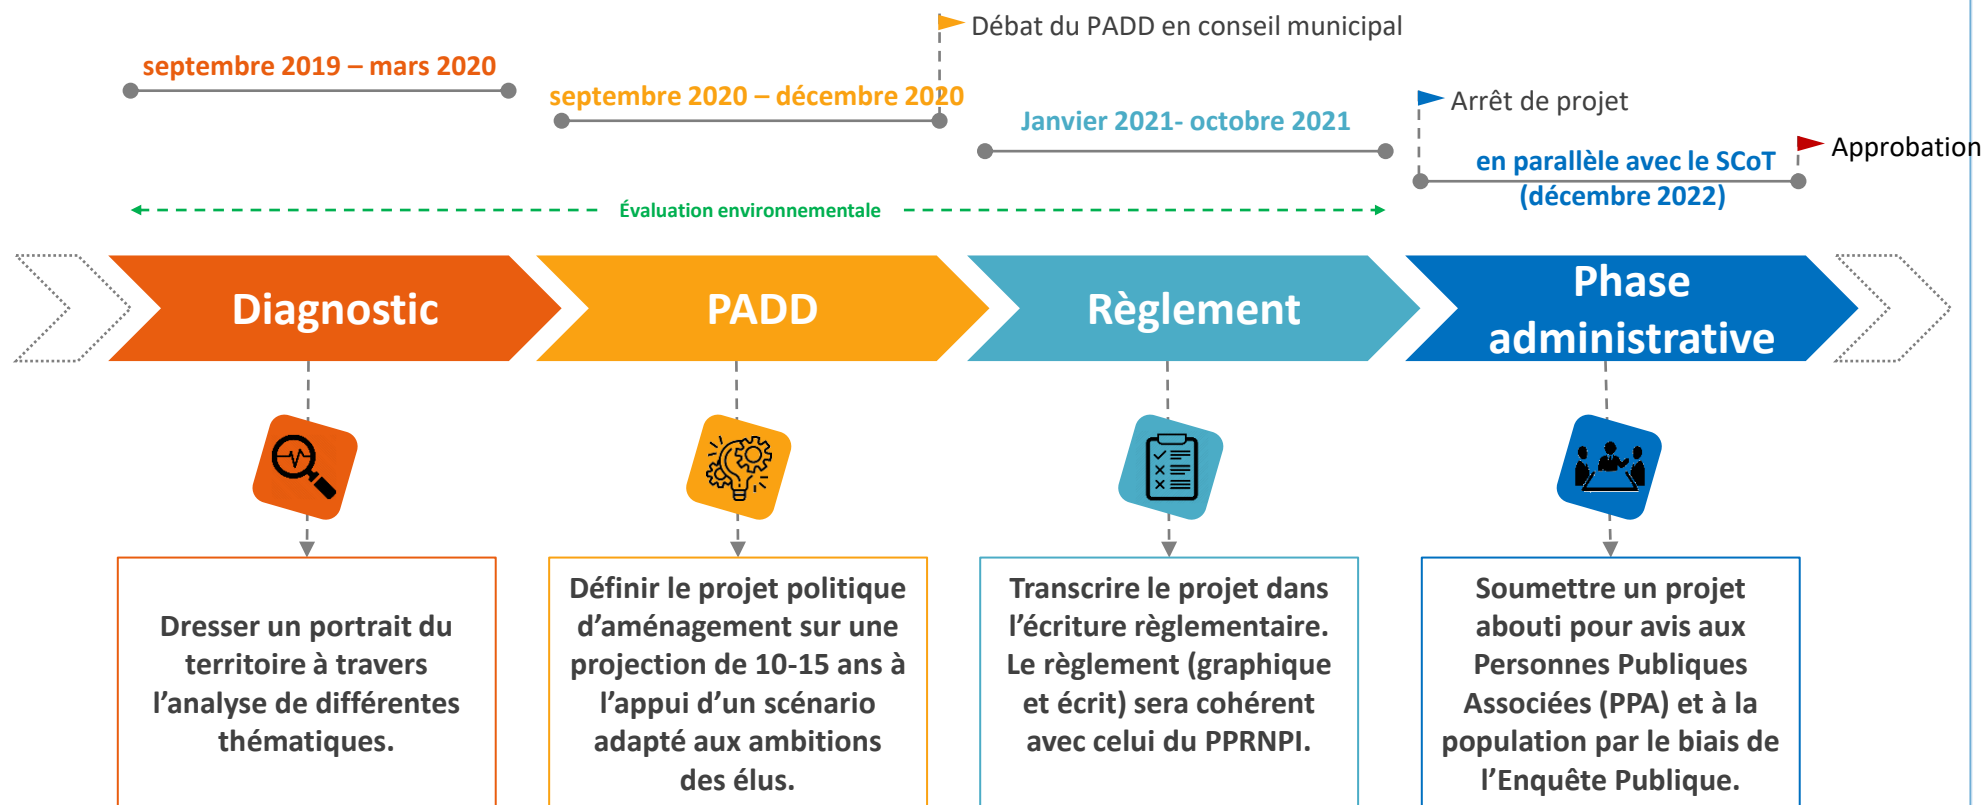 Débat du PADD en conseil municipal
septembre 2019 – mars 2020
septembre 2020 – décembre 2020
Janvier 2021- octobre 2021
Arrêt de projet
en parallèle avec le SCoT
(décembre 2022)
Approbation
Évaluation environnementale
Diagnostic
PADD
Règlement
Phase
administrative
Dresser un portrait du
territoire à travers
l’analyse de différentes
thématiques.
Définir le projet politique
d’aménagement sur une
projection de 10-15 ans à
l’appui d’un scénario
adapté aux ambitions
des élus.
Transcrire le projet dans
l’écriture règlementaire.
Le règlement (graphique
et écrit) sera cohérent
avec celui du PPRNPI.
Soumettre un projet
abouti pour avis aux
Personnes Publiques
Associées (PPA) et à la
population par le biais de
l’Enquête Publique.